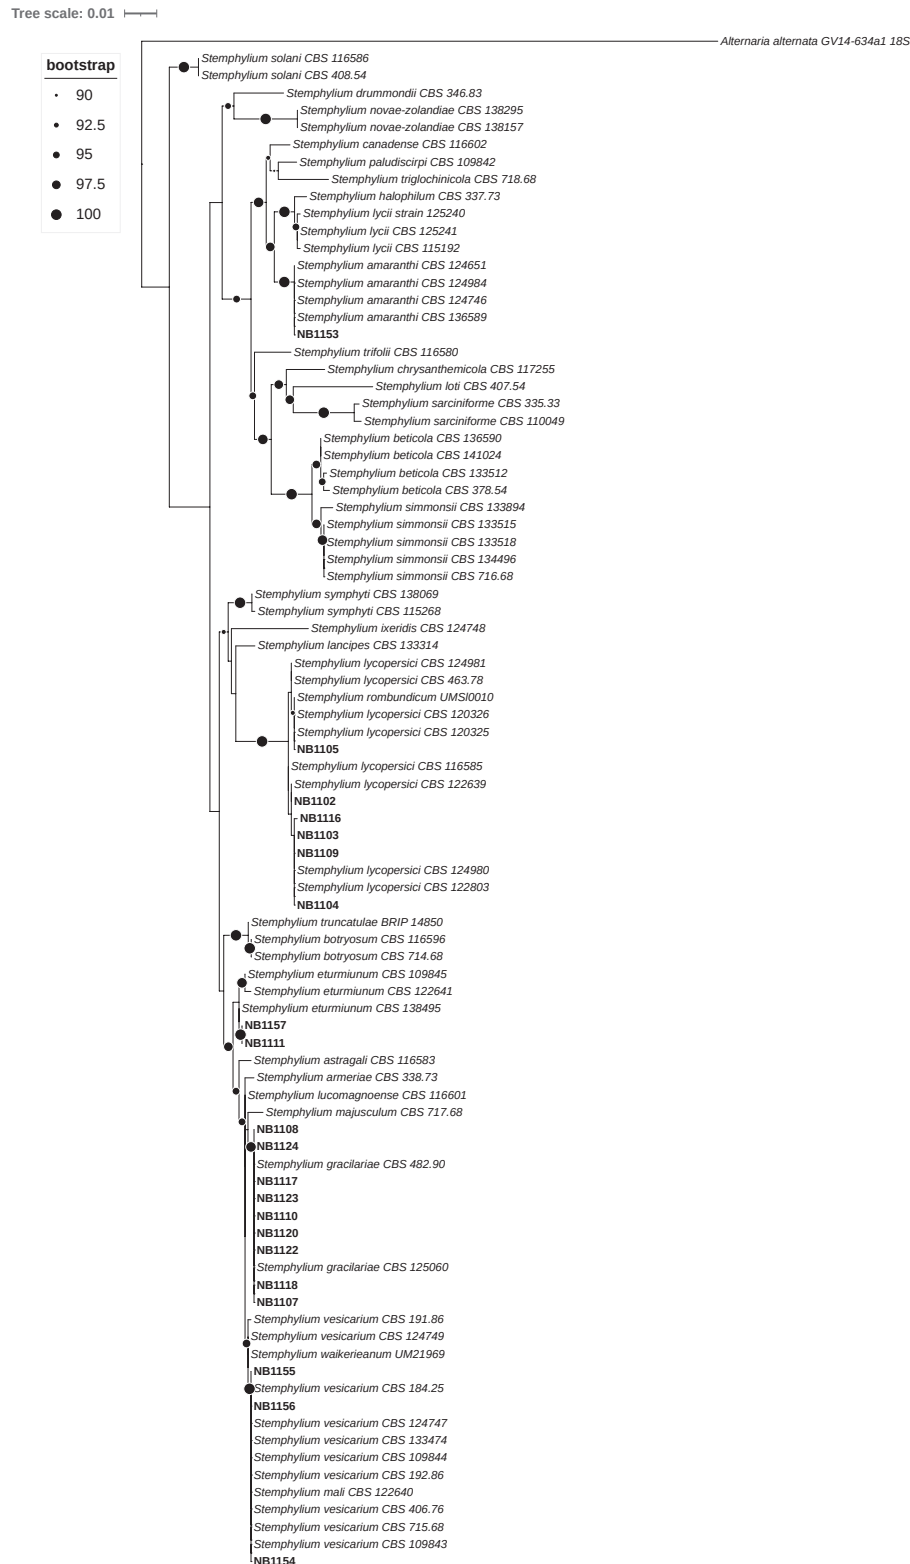 Tree scale: 0.01
Alternaria alternata GV14-634a1 18S
bootstrap
90
92.5
95
97.5
100
Stemphylium solani CBS 116586
Stemphylium solani CBS 408.54
Stemphylium drummondii CBS 346.83
Stemphylium novae-zolandiae CBS 138295
Stemphylium novae-zolandiae CBS 138157
Stemphylium canadense CBS 116602
Stemphylium paludiscirpi CBS 109842
Stemphylium triglochinicola CBS 718.68
Stemphylium halophilum CBS 337.73
Stemphylium lycii strain 125240
Stemphylium lycii CBS 125241
Stemphylium lycii CBS 115192
Stemphylium amaranthi CBS 124651
Stemphylium amaranthi CBS 124984
Stemphylium amaranthi CBS 124746
Stemphylium amaranthi CBS 136589
NB1153
Stemphylium trifolii CBS 116580
Stemphylium chrysanthemicola CBS 117255
Stemphylium loti CBS 407.54
Stemphylium sarciniforme CBS 335.33
Stemphylium sarciniforme CBS 110049
Stemphylium beticola CBS 136590
Stemphylium beticola CBS 141024
Stemphylium beticola CBS 133512
Stemphylium beticola CBS 378.54
Stemphylium simmonsii CBS 133894
Stemphylium simmonsii CBS 133515
Stemphylium simmonsii CBS 133518
Stemphylium simmonsii CBS 134496
Stemphylium simmonsii CBS 716.68
Stemphylium symphyti CBS 138069
Stemphylium symphyti CBS 115268
Stemphylium ixeridis CBS 124748
Stemphylium lancipes CBS 133314
Stemphylium lycopersici CBS 124981
Stemphylium lycopersici CBS 463.78
Stemphylium rombundicum UMSI0010
Stemphylium lycopersici CBS 120326
Stemphylium lycopersici CBS 120325
NB1105
Stemphylium lycopersici CBS 116585
Stemphylium lycopersici CBS 122639
NB1102
NB1116
NB1103
NB1109
Stemphylium lycopersici CBS 124980
Stemphylium lycopersici CBS 122803
NB1104
Stemphylium truncatulae BRIP 14850
Stemphylium botryosum CBS 116596
Stemphylium botryosum CBS 714.68
Stemphylium eturmiunum CBS 109845
Stemphylium eturmiunum CBS 122641
Stemphylium eturmiunum CBS 138495
NB1157
NB1111
Stemphylium astragali CBS 116583
Stemphylium armeriae CBS 338.73
Stemphylium lucomagnoense CBS 116601
Stemphylium majusculum CBS 717.68
NB1108
NB1124
Stemphylium gracilariae CBS 482.90
NB1117
NB1123
NB1110
NB1120
NB1122
Stemphylium gracilariae CBS 125060
NB1118
NB1107
Stemphylium vesicarium CBS 191.86
Stemphylium vesicarium CBS 124749
Stemphylium waikerieanum UM21969
NB1155
Stemphylium vesicarium CBS 184.25
NB1156
Stemphylium vesicarium CBS 124747
Stemphylium vesicarium CBS 133474
Stemphylium vesicarium CBS 109844
Stemphylium vesicarium CBS 192.86
Stemphylium mali CBS 122640
Stemphylium vesicarium CBS 406.76
Stemphylium vesicarium CBS 715.68
Stemphylium vesicarium CBS 109843
NB1154